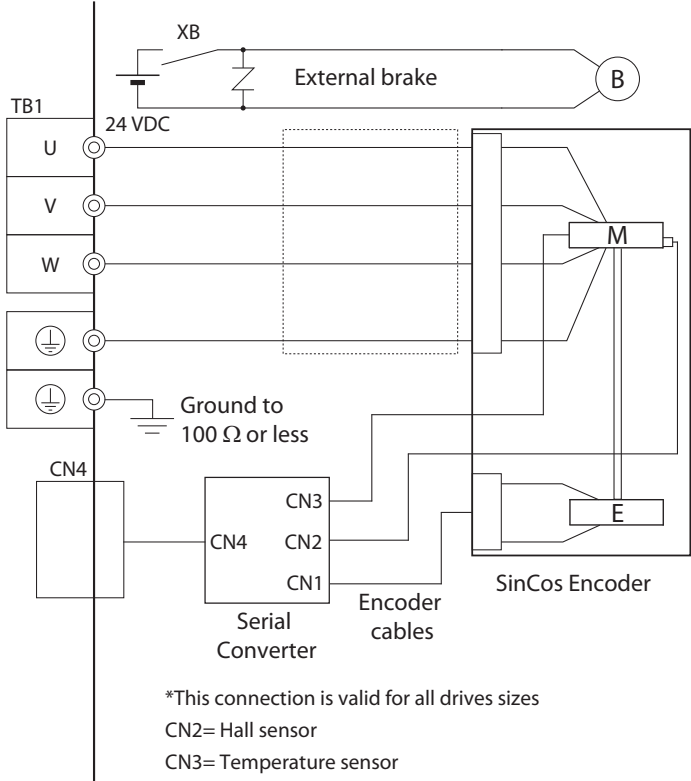 XB
External brake
B
TB1
24 VDC
U
V
W
M
Ground to
100 Ω or less
CN4
CN3
CN4
CN2
CN1
E
SinCos Encoder
Encoder
cables
Serial
Converter
*This connection is valid for all drives sizes
CN2= Hall sensor
CN3= Temperature sensor